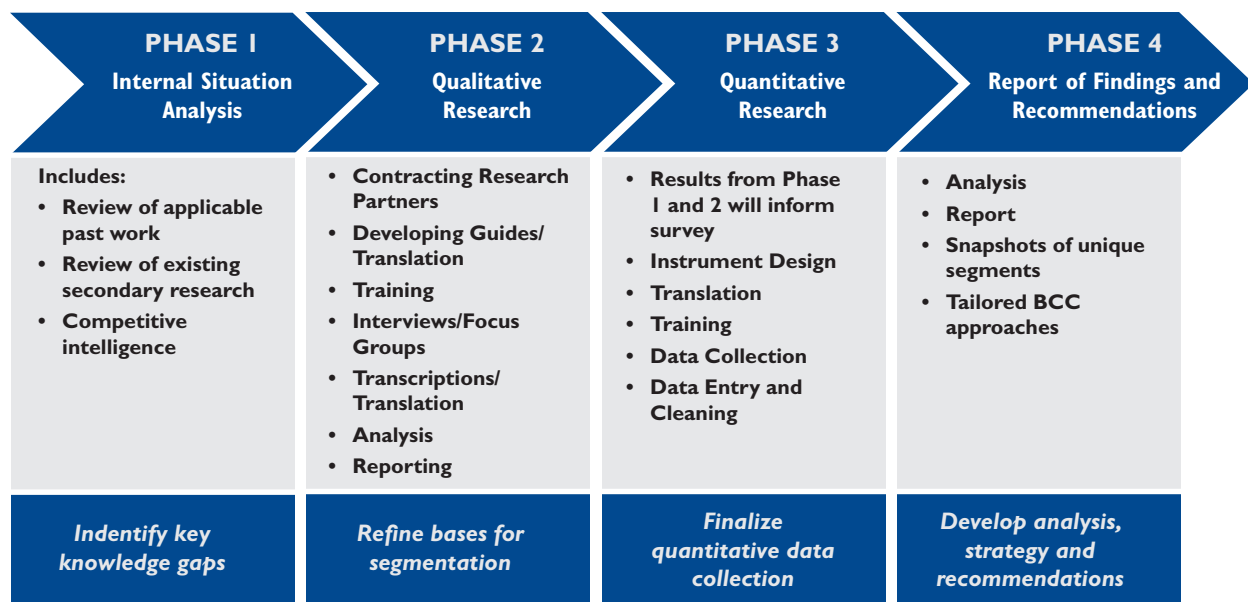 PHASE 1
Internal Situation
Analysis
PHASE 2
Qualitative
Research
PHASE 3
Quantitative
Research
PHASE 4
Report of Findings and
Recommendations
Includes:
• Review of applicable
past work
• Review of existing
secondary research
• Competitive
intelligence
• Contracting Research
Partners
• Developing Guides/
Translation
• Training
• Interviews/Focus
Groups
• Transcriptions/
Translation
• Analysis
• Reporting
• Results from Phase
1 and 2 will inform
survey
• Instrument Design
• Translation
• Training
• Data Collection
• Data Entry and
Cleaning
• Analysis
• Report
• Snapshots of unique
segments
• Tailored BCC
approaches
Indentify key
knowledge gaps
Refine bases for
segmentation
Finalize
quantitative data
collection
Develop analysis,
strategy and
recommendations